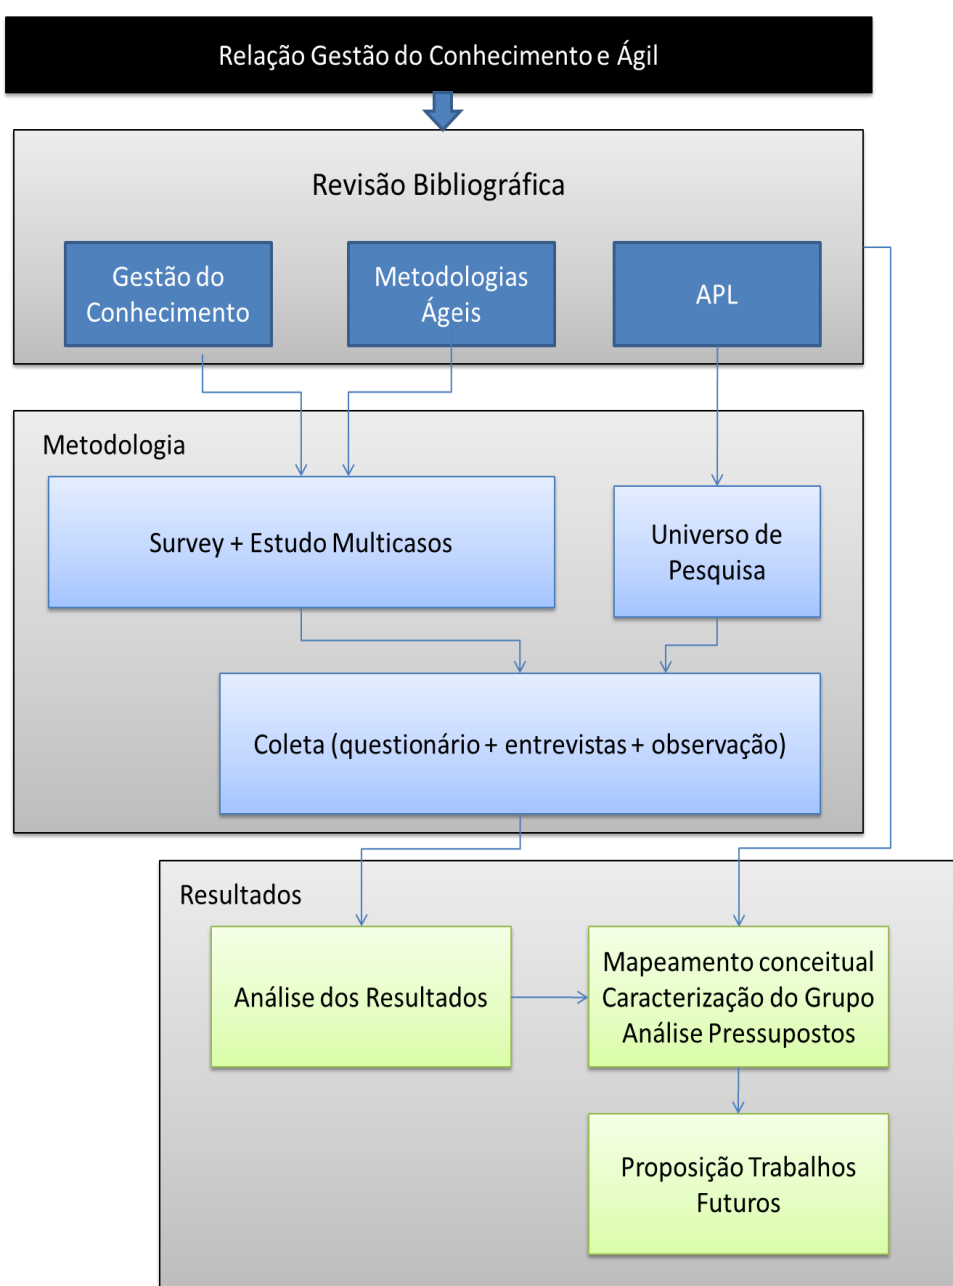 Relação Gestão do Conhecimento e Ágil
Revisão Bibliográfica
Gestão do
Conhecimento
Metodologias
Ágeis
APL
Metodologia
Survey + Estudo Multicasos
Universo de
Pesquisa
Coleta (questionário + entrevistas + observação)
Resultados
Análise dos Resultados
Mapeamento conceitual
Caracterização do Grupo
Análise Pressupostos
Proposição Trabalhos
Futuros